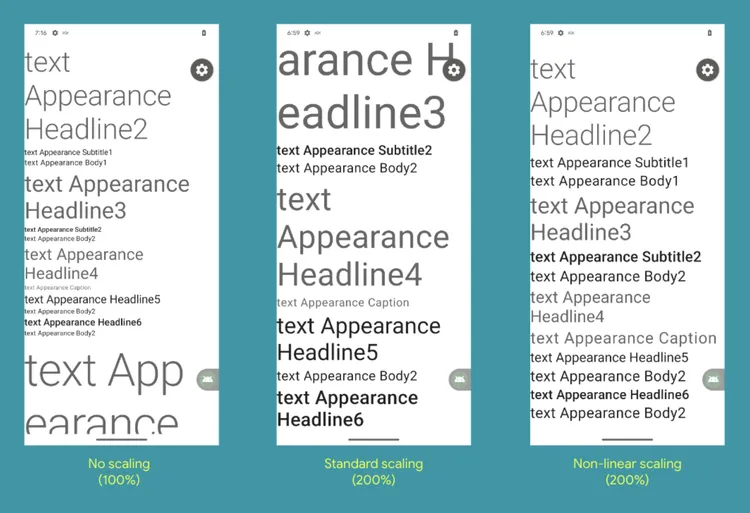 7:16
text
Appearance
Headline2
text Appearance Subtitle1
text Appearance Body1
text Appearance
Headline3
text Appearance Subtitle2
text Appearance Body2
text Appearance
Headline4
text Appearance Caption
text Appearance Headline5
text Appearance Body2
text Appearance Headline6
text Appearance Body2
text App
earance
No scaling
(100%)
6:59
arance H
eadline3
text Appearance Subtitle2
text Appearance Body2
text
Appearance
Headline4
text Appearance Caption
text Appearance
Headline5
text Appearance Body2
text Appearance
Headline6
Standard scaling
(200%)
6:59
text
Appearance
Headline2
text Appearance Subtitle1
text Appearance Body1
text Appearance
Headline3
text Appearance Subtitle2
text Appearance Body2
text Appearance
Headline4
text Appearance Caption
text Appearance Headline5
text Appearance Body2
text Appearance Headline6
text Appearance Body2
Non-linear scaling
(200%)